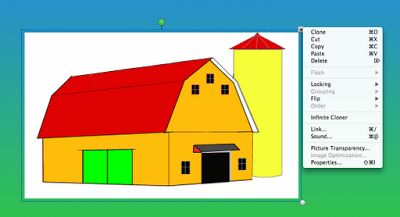 Clone ⌘D
Cut ⌘X
Copy ⌘C
Paste ⌘V
Delete ⌦
Flash ▶
Locking ▶
Grouping ▶
Flip ▶
Order ▶
Infinite Cloner
Link... ⌘/
Sound... ⌘@
Picture Transparency...
Image Optimization...
Properties... ⇧⌘I